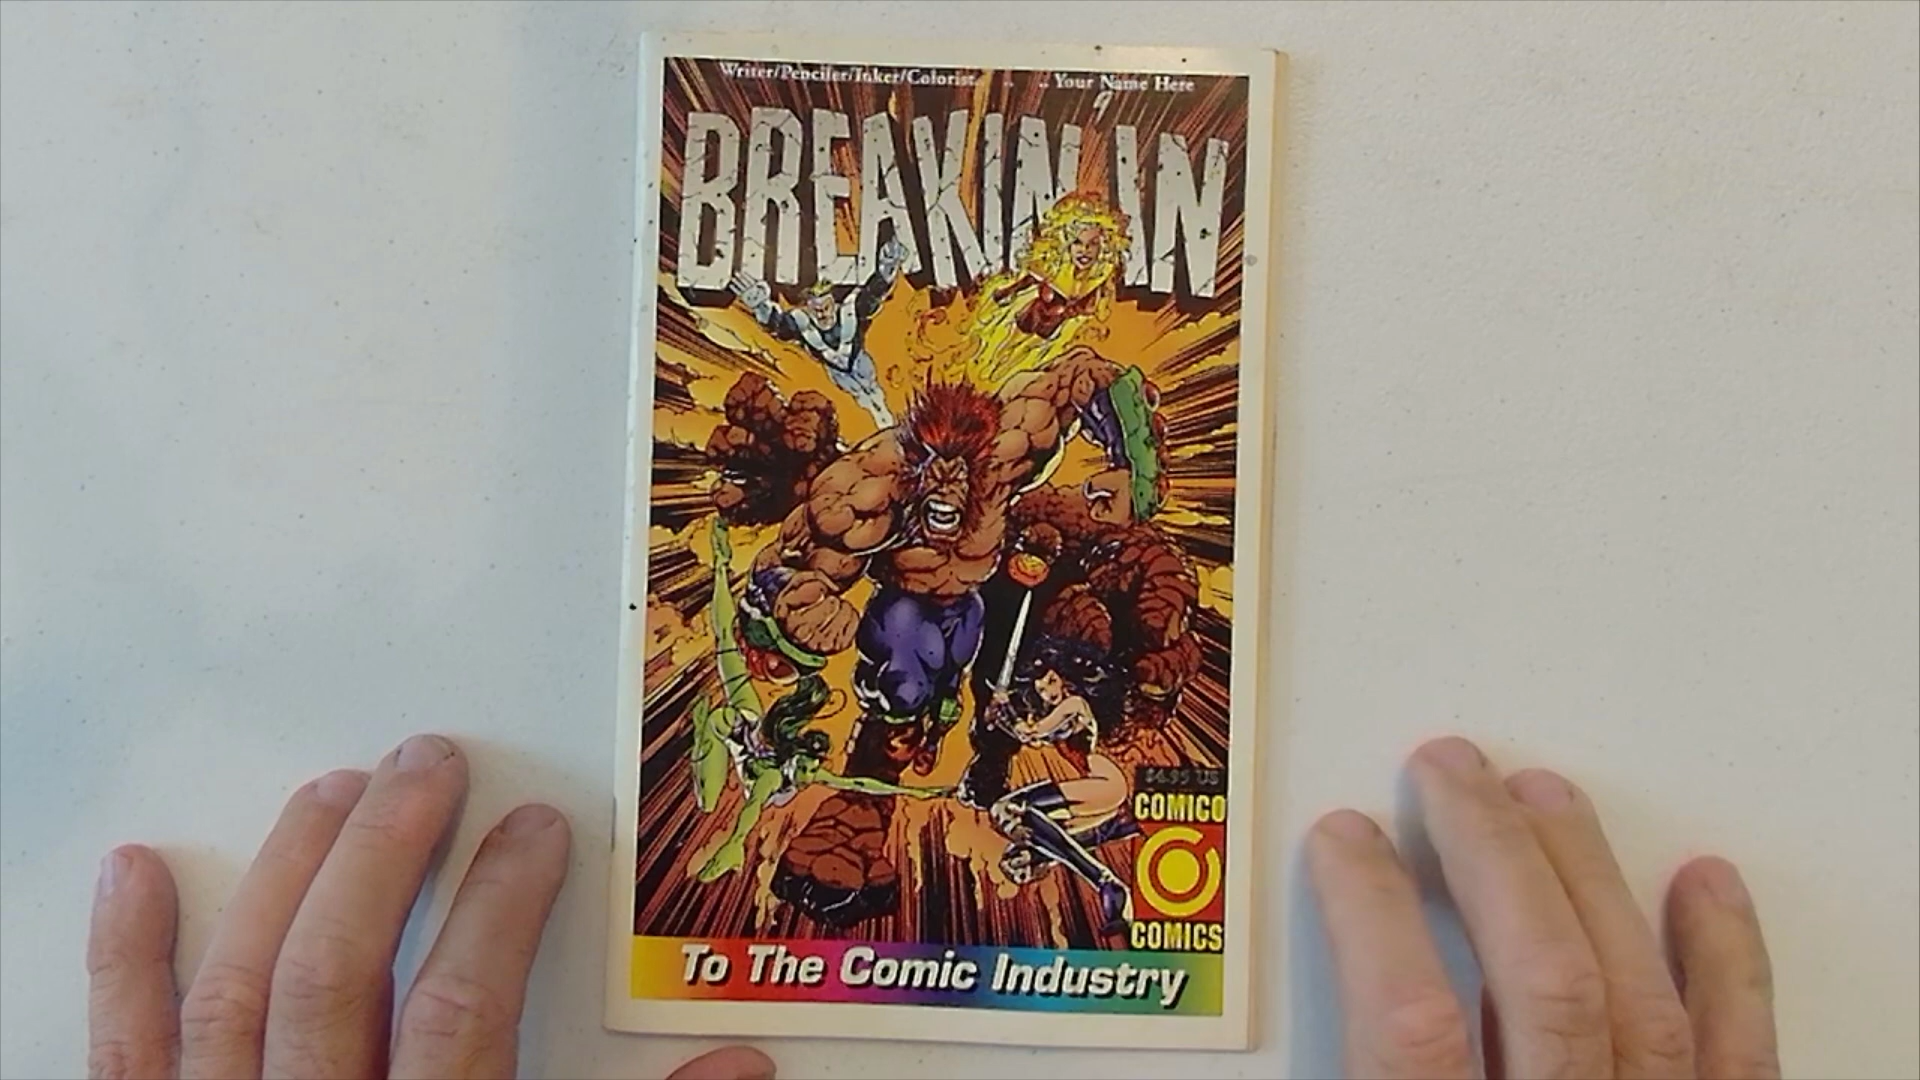 Writer/Penciler/Inker/Colorist. .. .. Your Name Here
BREAKIN' IN
$4.95 US
COMICO
COMICS
To The Comic Industry